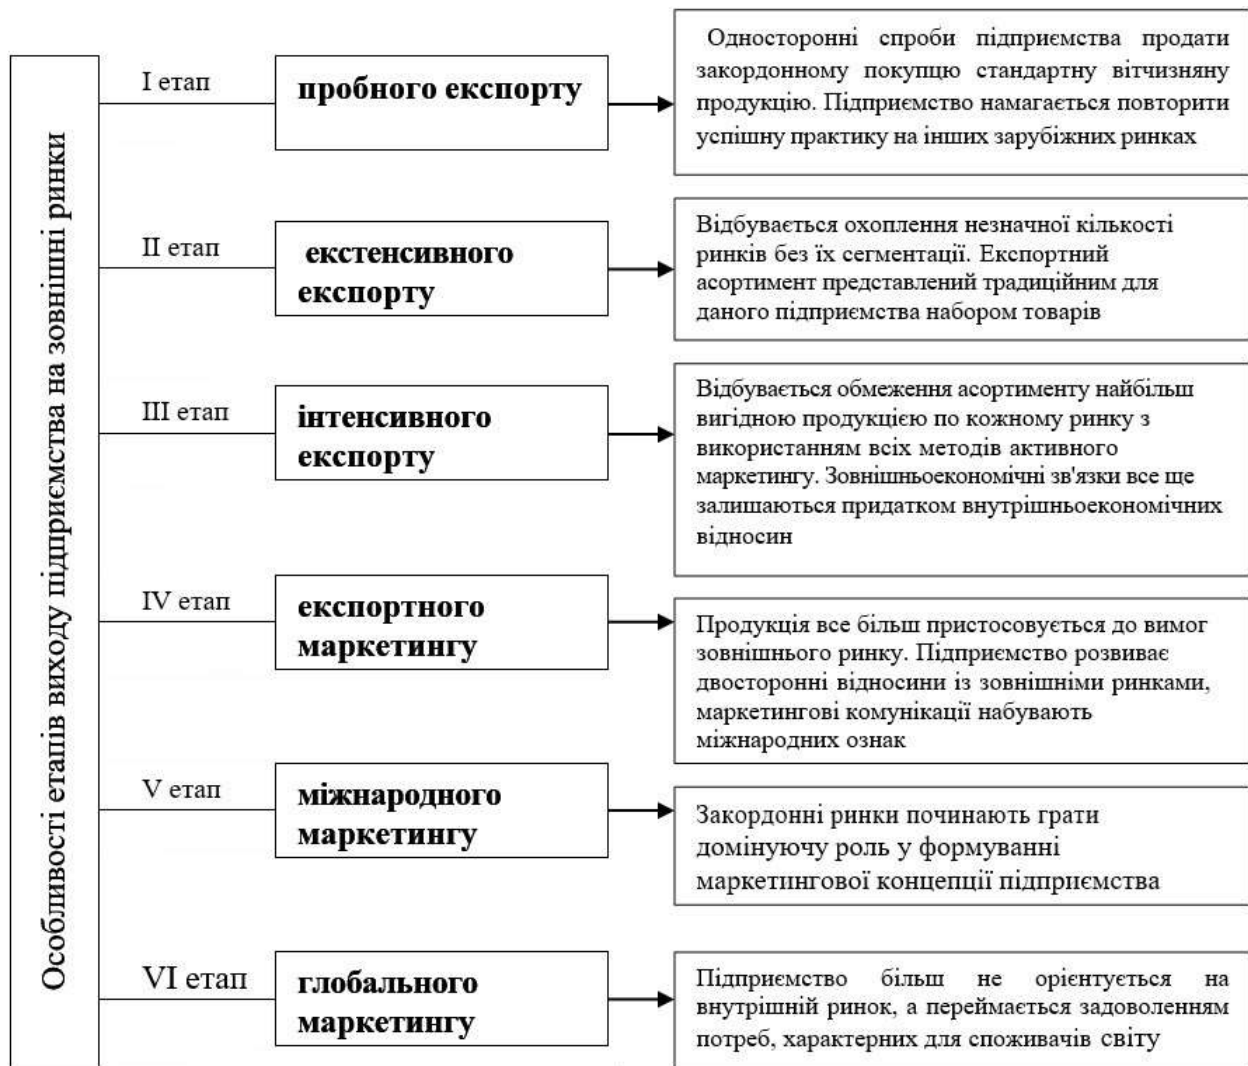 Особливості етапів виходу підприємства на зовнішні ринки
I етап
пробного експорту
Односторонні спроби підприємства продати
закордонному покупцю стандартну вітчизняну
продукцію. Підприємство намагається повторити
успішну практику на інших зарубіжних ринках
II етап
екстенсивного
експорту
Відбувається охоплення незначної кількості
ринків без їх сегментації. Експортний
асортимент представлений традиційним для
даного підприємства набором товарів
III етап
інтенсивного
експорту
Відбувається обмеження асортименту найбільш
вигідною продукцією по кожному ринку з
використанням всіх методів активного
маркетингу. Зовнішньоекономічні зв'язки все ще
залишаються придатком внутрішньоекономічних
відносин
IV етап
експортного
маркетингу
Продукція все більш пристосовується до вимог
зовнішнього ринку. Підприємство розвиває
двосторонні відносини із зовнішніми ринками,
маркетингові комунікації набувають
міжнародних ознак
V етап
міжнародного
маркетингу
Закордонні ринки починають грати
домінуючу роль у формуванні
маркетингової концепції підприємства
VI етап
глобального
маркетингу
Підприємство більш не орієнтується на
внутрішній ринок, а переймається задоволенням
потреб, характерних для споживачів світу